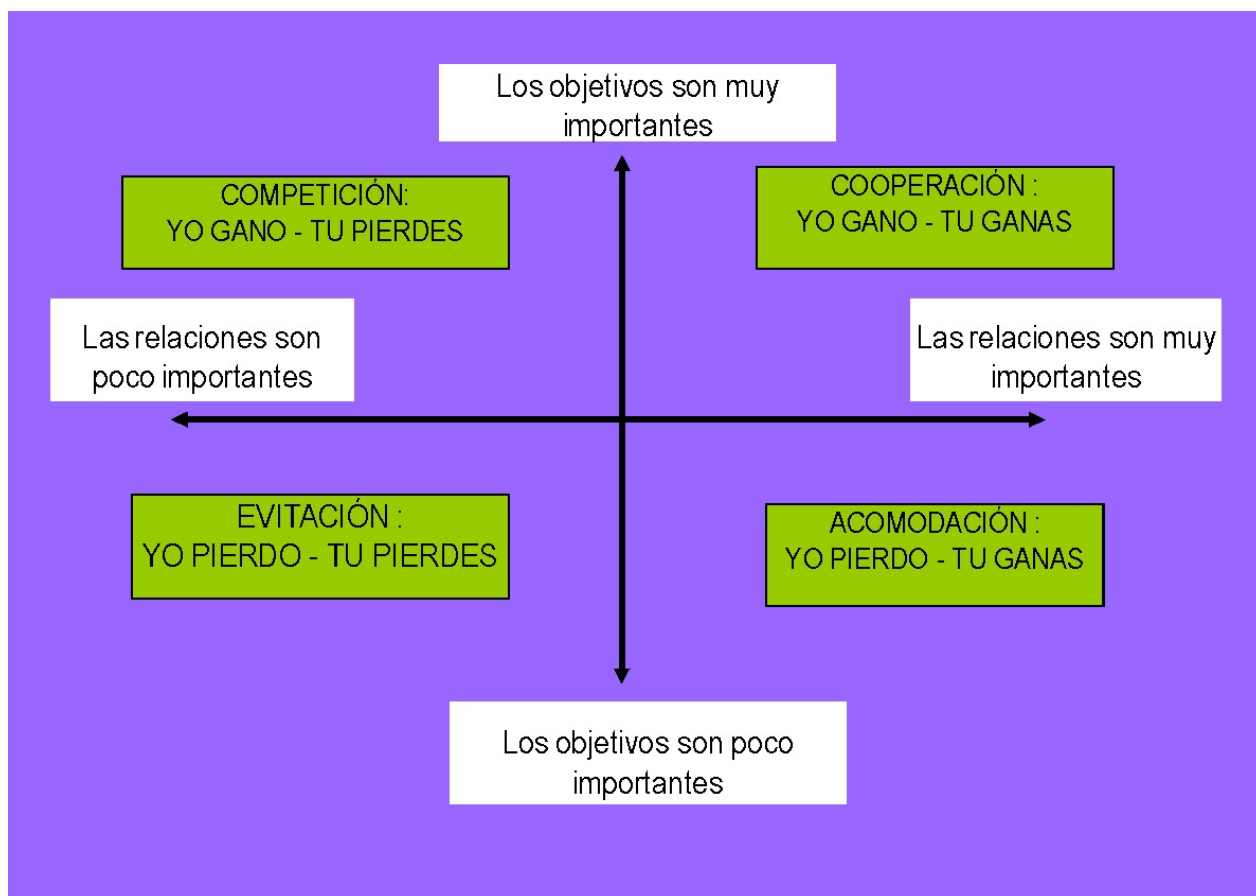 Los objetivos son muy
importantes
COMPETICIÓN:
YO GANO - TU PIERDES
COOPERACIÓN :
YO GANO - TU GANAS
Las relaciones son
poco importantes
Las relaciones son muy
importantes
EVITACIÓN :
YO PIERDO - TU PIERDES
ACOMODACIÓN :
YO PIERDO - TU GANAS
Los objetivos son poco
importantes